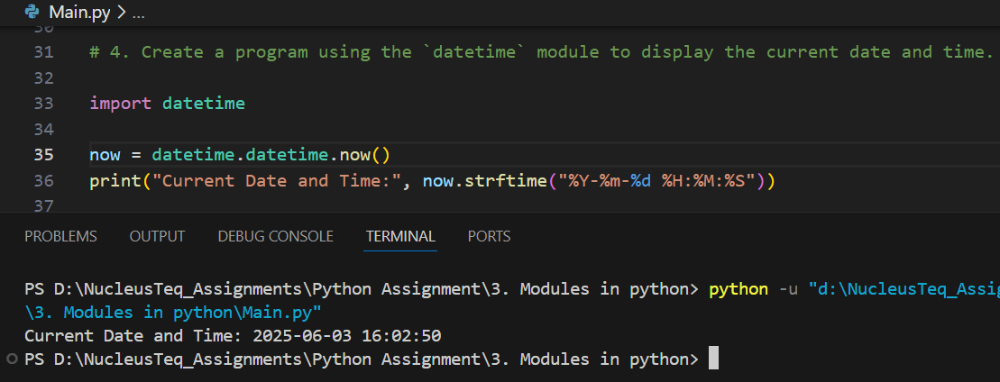 Main.py > ...
30
31 # 4. Create a program using the `datetime` module to display the current date and time.
32
33 import datetime
34
35 now = datetime.datetime.now()
36 print("Current Date and Time:", now.strftime("%Y-%m-%d %H:%M:%S"))
37
PROBLEMS OUTPUT DEBUG CONSOLE TERMINAL PORTS
PS D:\NucleusTeq_Assignments\Python Assignment\3. Modules in python> python -u "d:\NucleusTeq_Assig
\3. Modules in python\Main.py"
Current Date and Time: 2025-06-03 16:02:50
PS D:\NucleusTeq_Assignments\Python Assignment\3. Modules in python>